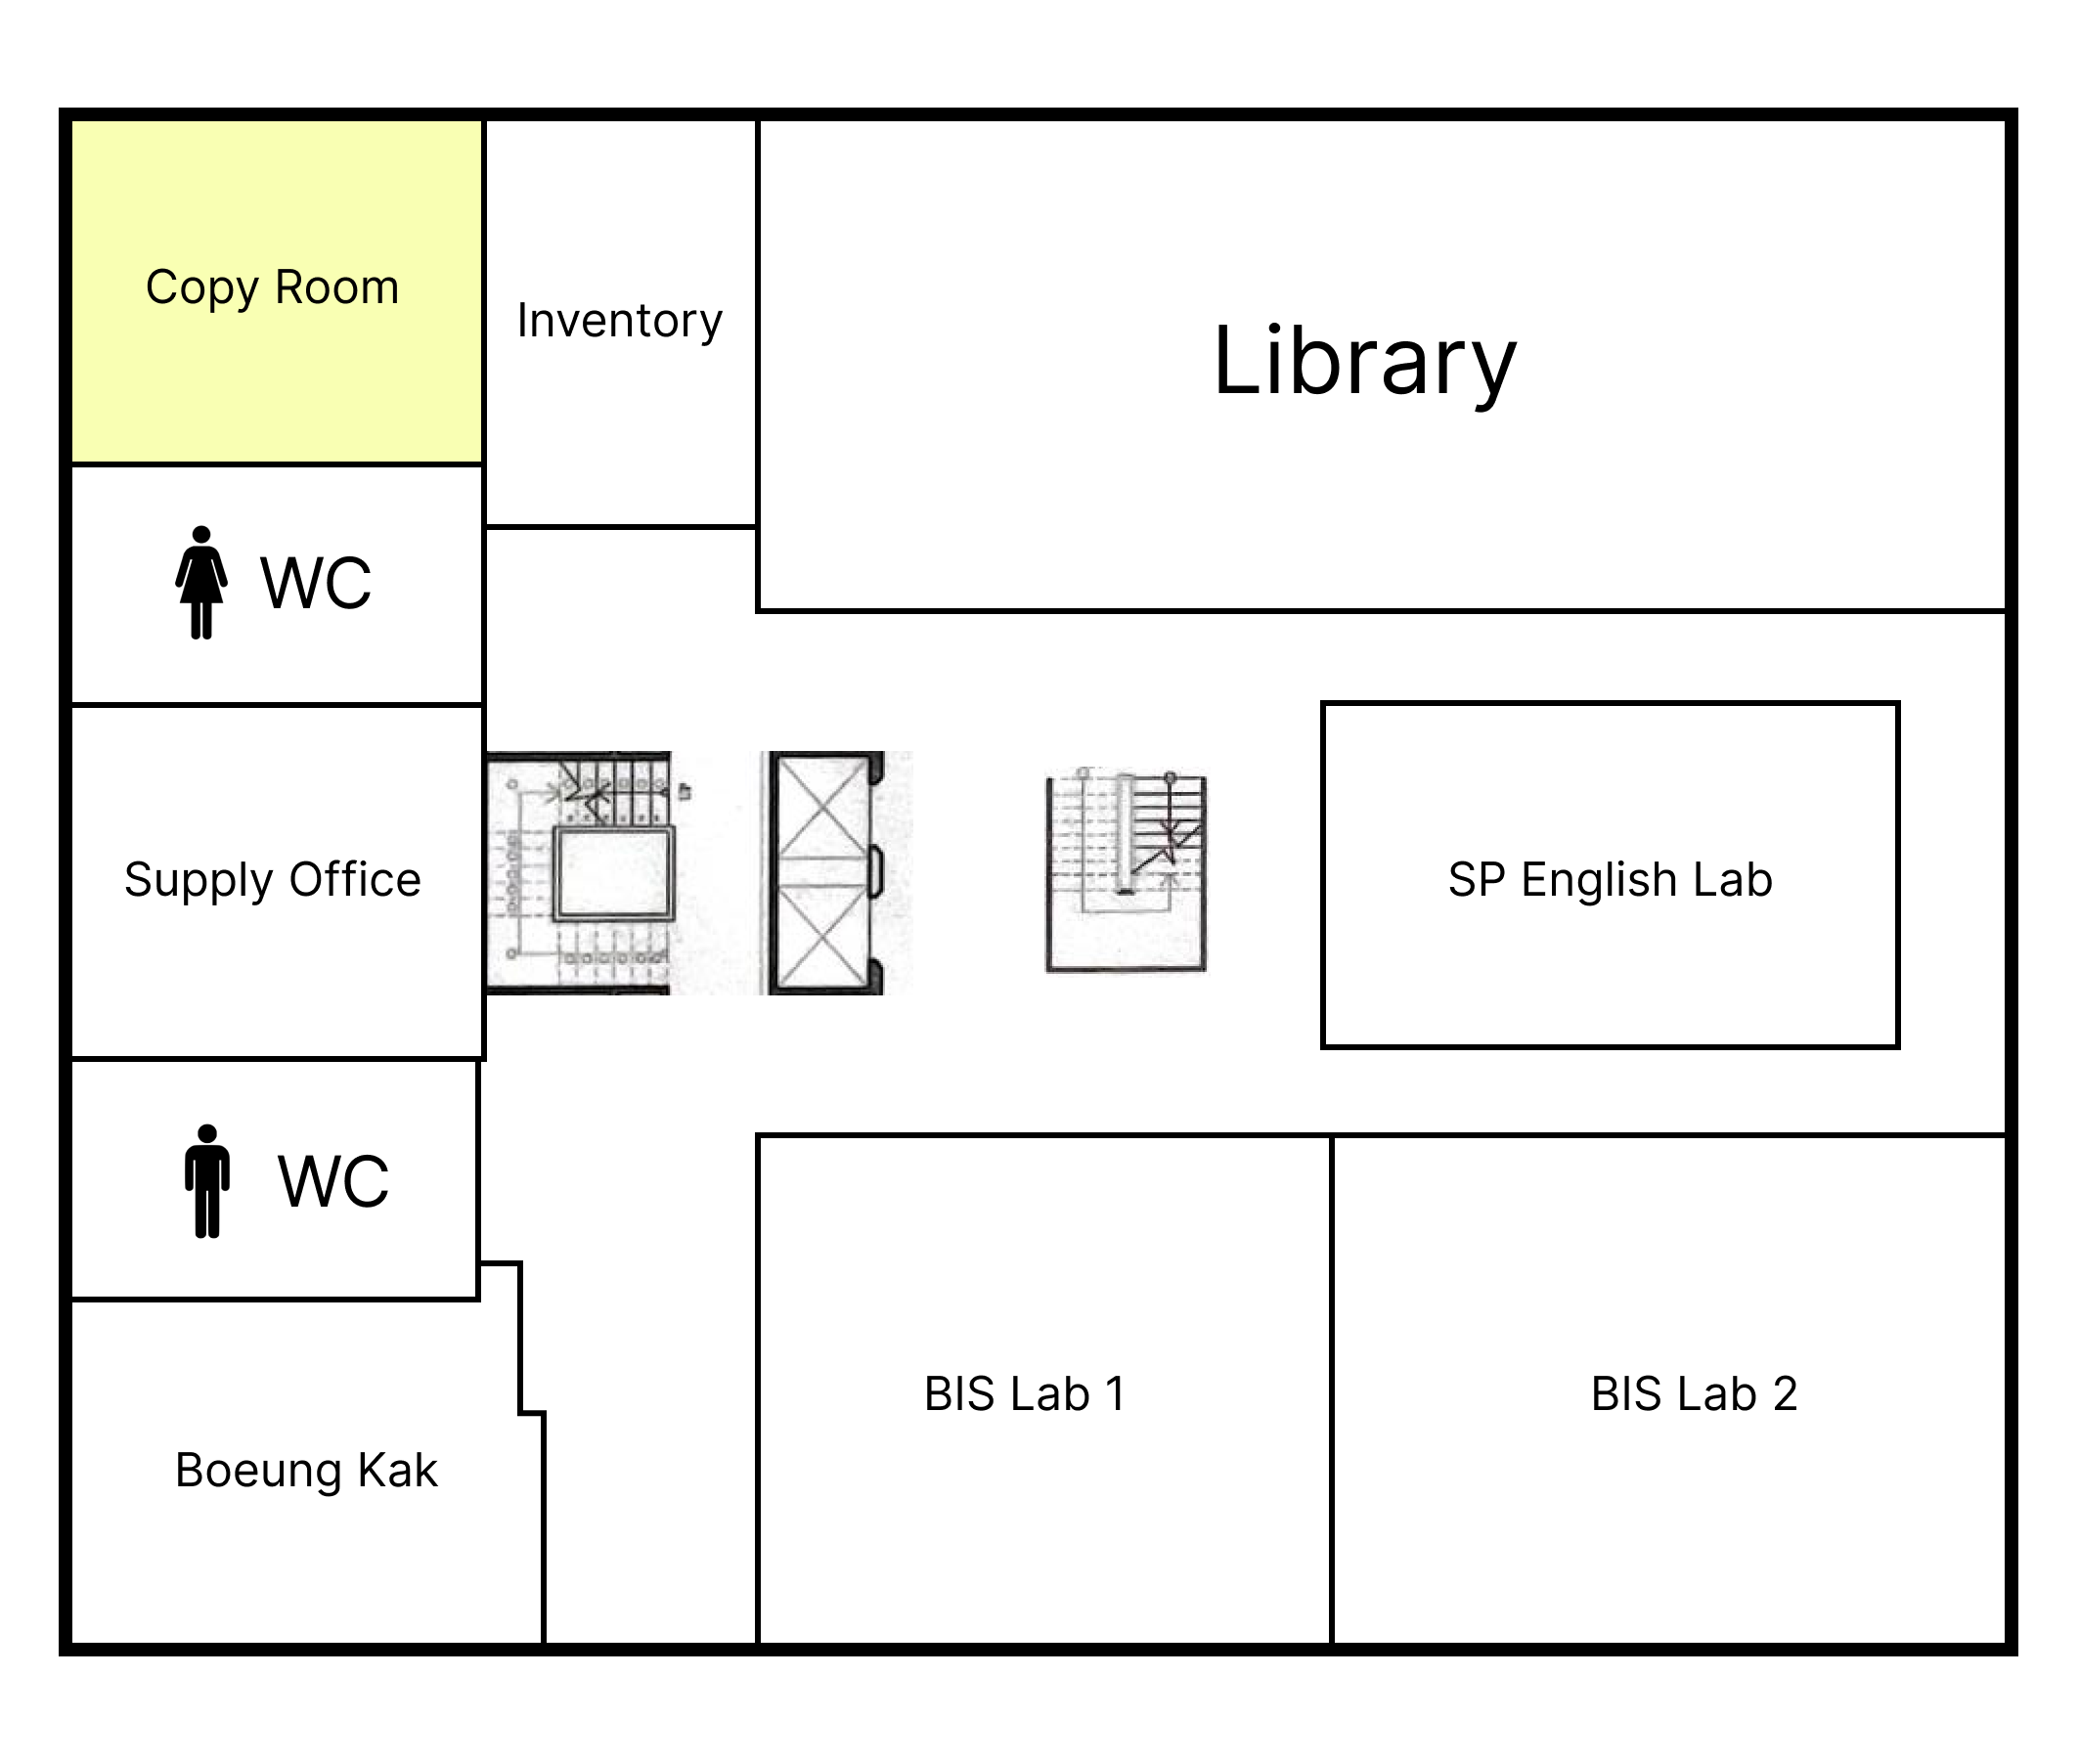 Copy Room
Inventory
Library
WC
Supply Office
SP English Lab
WC
BIS Lab 1
BIS Lab 2
Boeung Kak